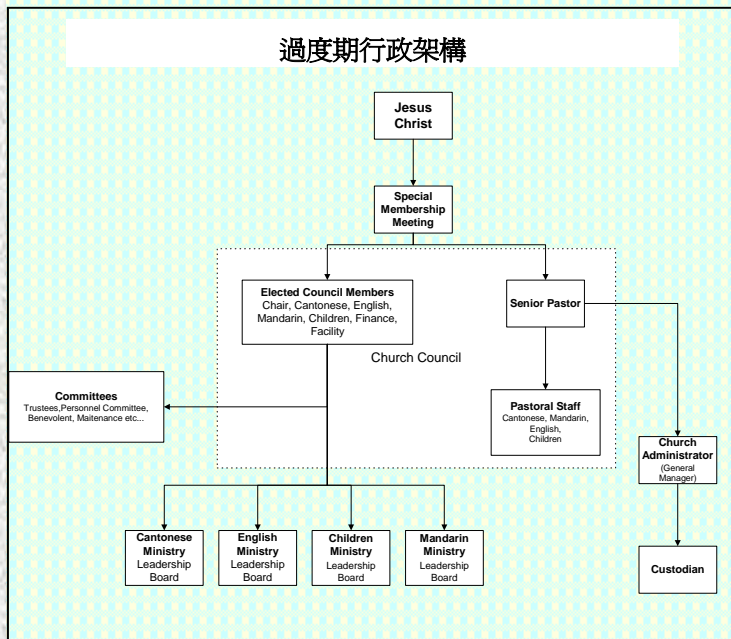 過度期行政架構
Jesus
Christ
Special
Membership
Meeting
Elected Council Members
Chair, Cantonese, English,
Mandarin, Children, Finance,
Facility
Senior Pastor
Church Council
Committees
Trustees,Personnel Committee,
Benevolent, Maitenance etc...
Pastoral Staff
Cantonese, Mandarin,
English,
Children
Church
Administrator
(General
Manager)
Cantonese
Ministry
Leadership
Board
English
Ministry
Leadership
Board
Children
Ministry
Leadership
Board
Mandarin
Ministry
Leadership
Board
Custodian